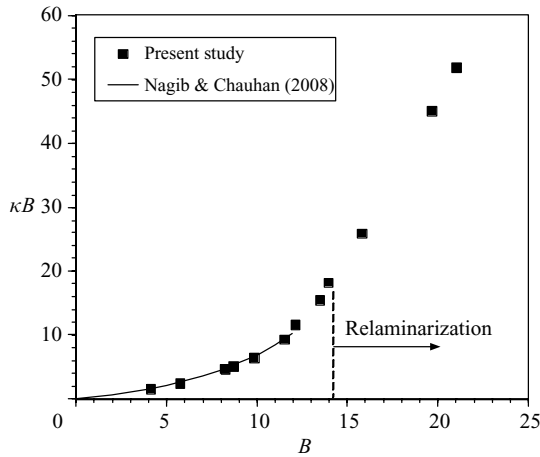 60
50
40
30
20
10
κB
Present study
Nagib & Chauhan (2008)
Relaminarization
0 5 10 15 20 25
B